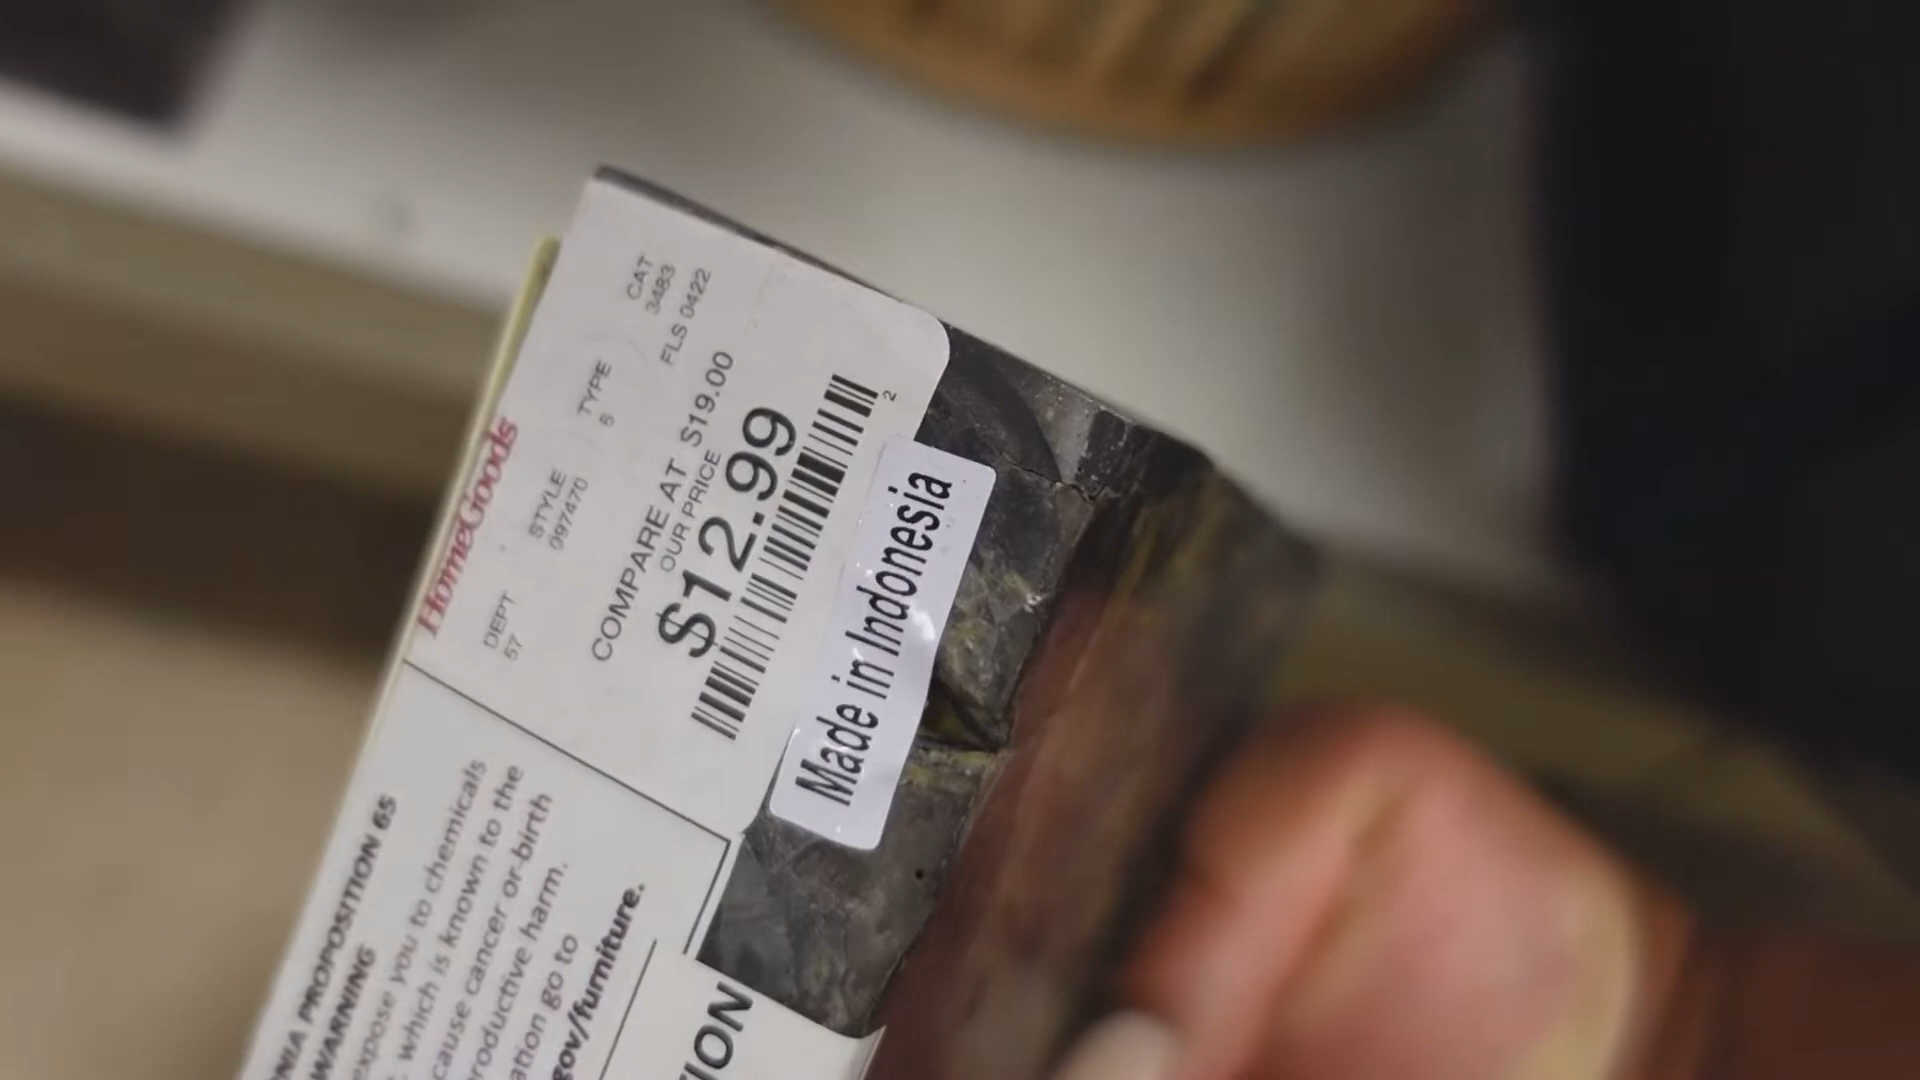 HomeGoods
DEPT STYLE TYPE CAT
57 097470 6 3483
FLS 0422
COMPARE AT $19.00
OUR PRICE
$12.99
2
Made in Indonesia
NIA PROPOSITION 65
WARNING
expose you to chemicals
which is known to the
cause cancer or birth
productive harm.
ation go to
gov/furniture.
ION